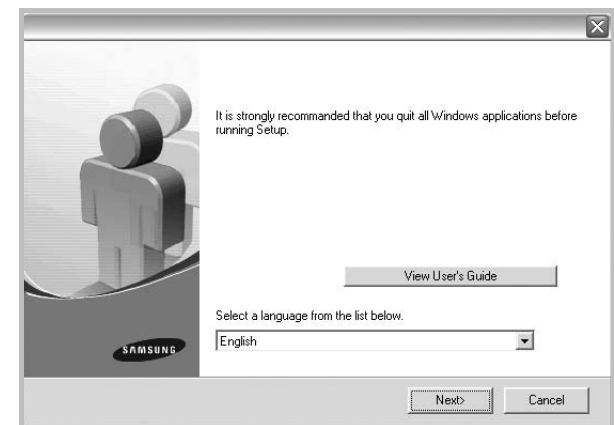 It is strongly recommanded that you quit all Windows applications before
running Setup.
View User's Guide
Select a language from the list below.
English
SAMSUNG
Next>
Cancel